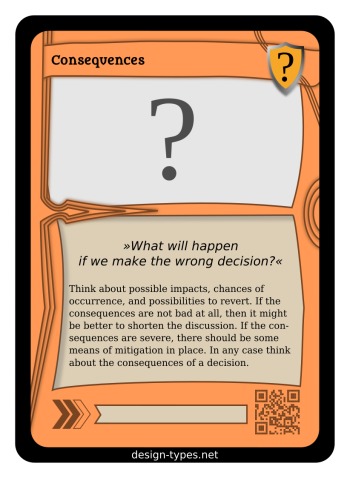 Consequences
?
?
»What will happen
if we make the wrong decision?«
Think about possible impacts, chances of
occurrence, and possibilities to revert. If the
consequences are not bad at all, then it might
be better to shorten the discussion. If the con-
sequences are severe, there should be some
means of mitigation in place. In any case think
about the consequences of a decision.
design-types.net